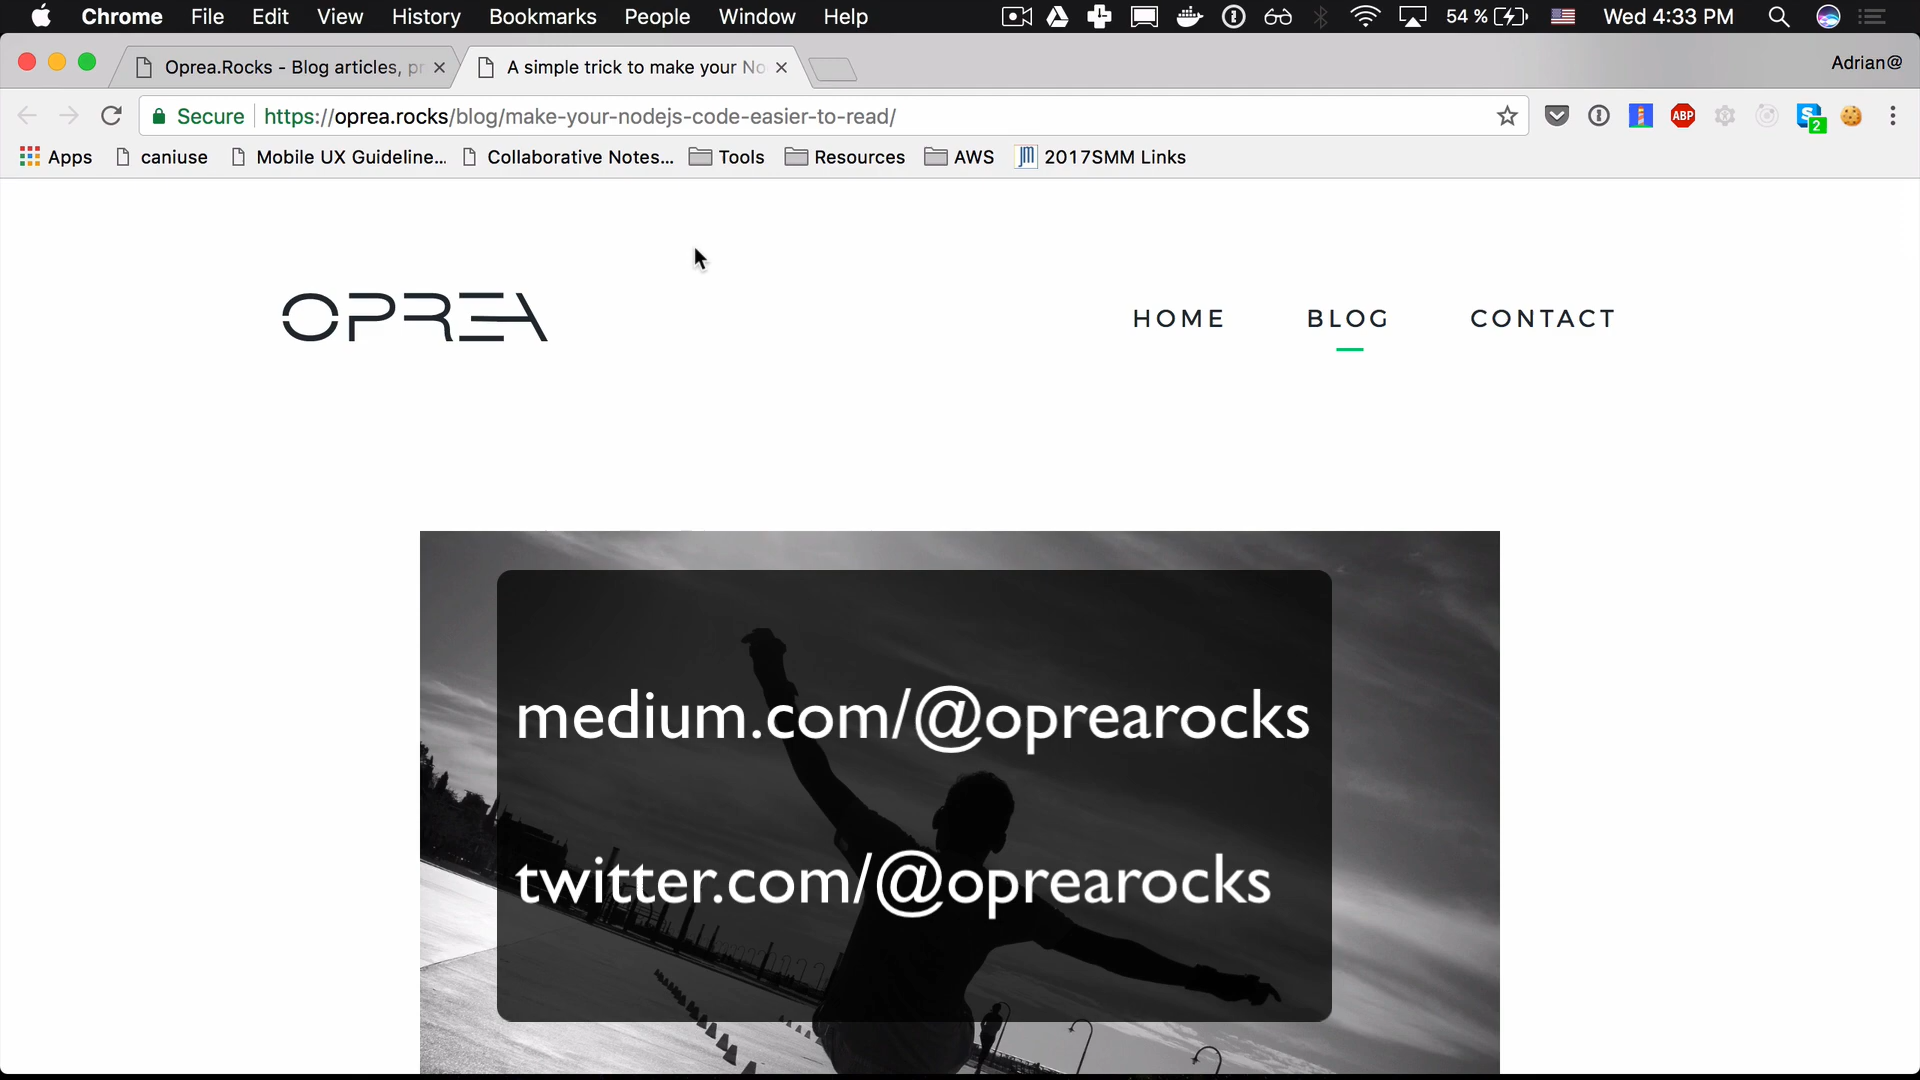 Chrome File Edit View History Bookmarks People Window Help 54 % Wed 4:33 PM
Oprea.Rocks - Blog articles, pr
A simple trick to make your No
Adrian@
Secure https://oprea.rocks/blog/make-your-nodejs-code-easier-to-read/
ABP
2
Apps caniuse Mobile UX Guideline... Collaborative Notes... Tools Resources AWS JM 2017SMM Links
OPREA
HOME BLOG CONTACT
medium.com/@oprearocks
twitter.com/@oprearocks